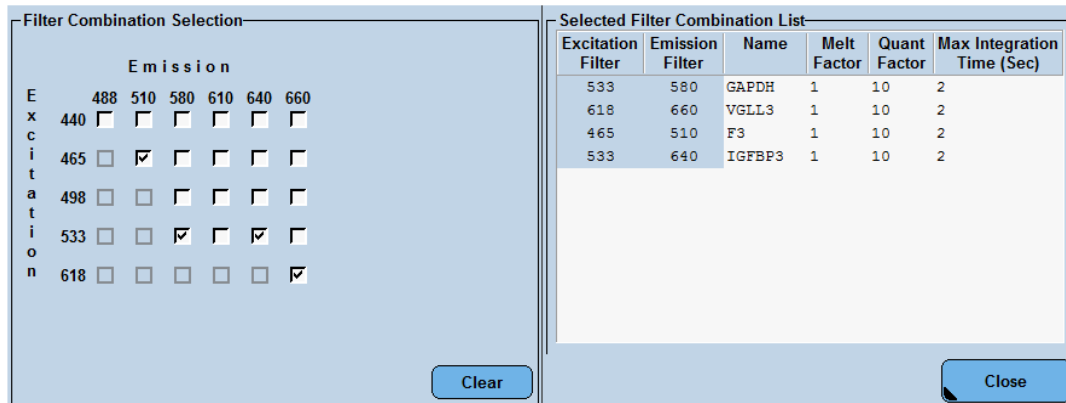 Filter Combination Selection
Emission
Excitation
488 510 580 610 640 660
440
465
498
533
618
Clear
Selected Filter Combination List
Excitation Filter Emission Filter Name Melt Factor Quant Factor Max Integration Time (Sec)
533 580 GAPDH 1 10 2
618 660 VGLL3 1 10 2
465 510 F3 1 10 2
533 640 IGFBP3 1 10 2
Close